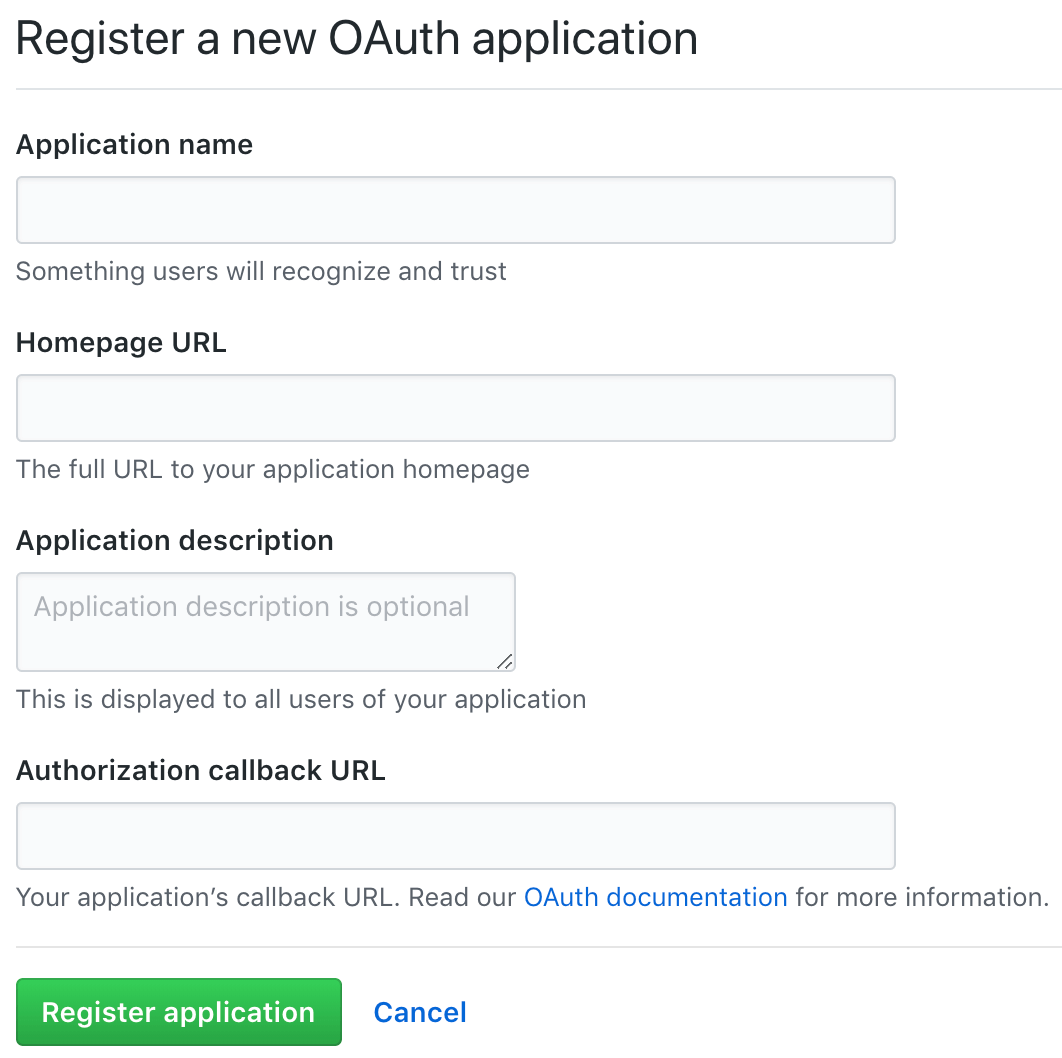 Register a new OAuth application
Application name
Something users will recognize and trust
Homepage URL
The full URL to your application homepage
Application description
Application description is optional
This is displayed to all users of your application
Authorization callback URL
Your application’s callback URL. Read our OAuth documentation for more information.
Register application Cancel